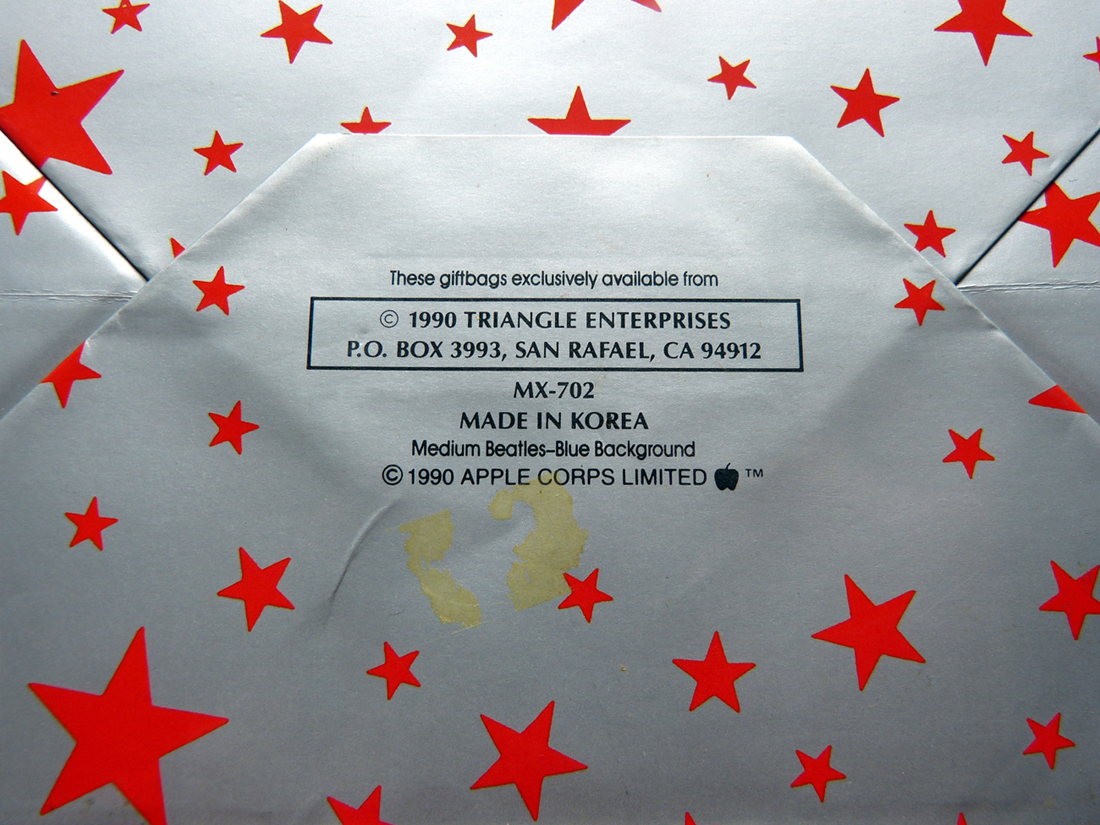 These giftbags exclusively available from
© 1990 TRIANGLE ENTERPRISES
P.O. BOX 3993, SAN RAFAEL, CA 94912
MX-702
MADE IN KOREA
Medium Beatles–Blue Background
© 1990 APPLE CORPS LIMITED ™